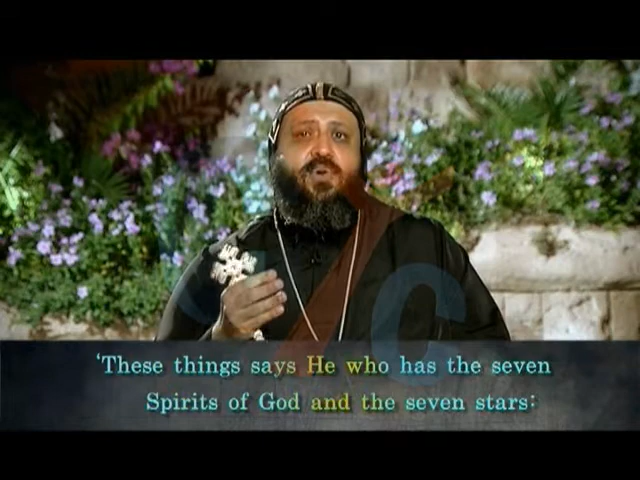 ‘These things says He who has the seven
Spirits of God and the seven stars: